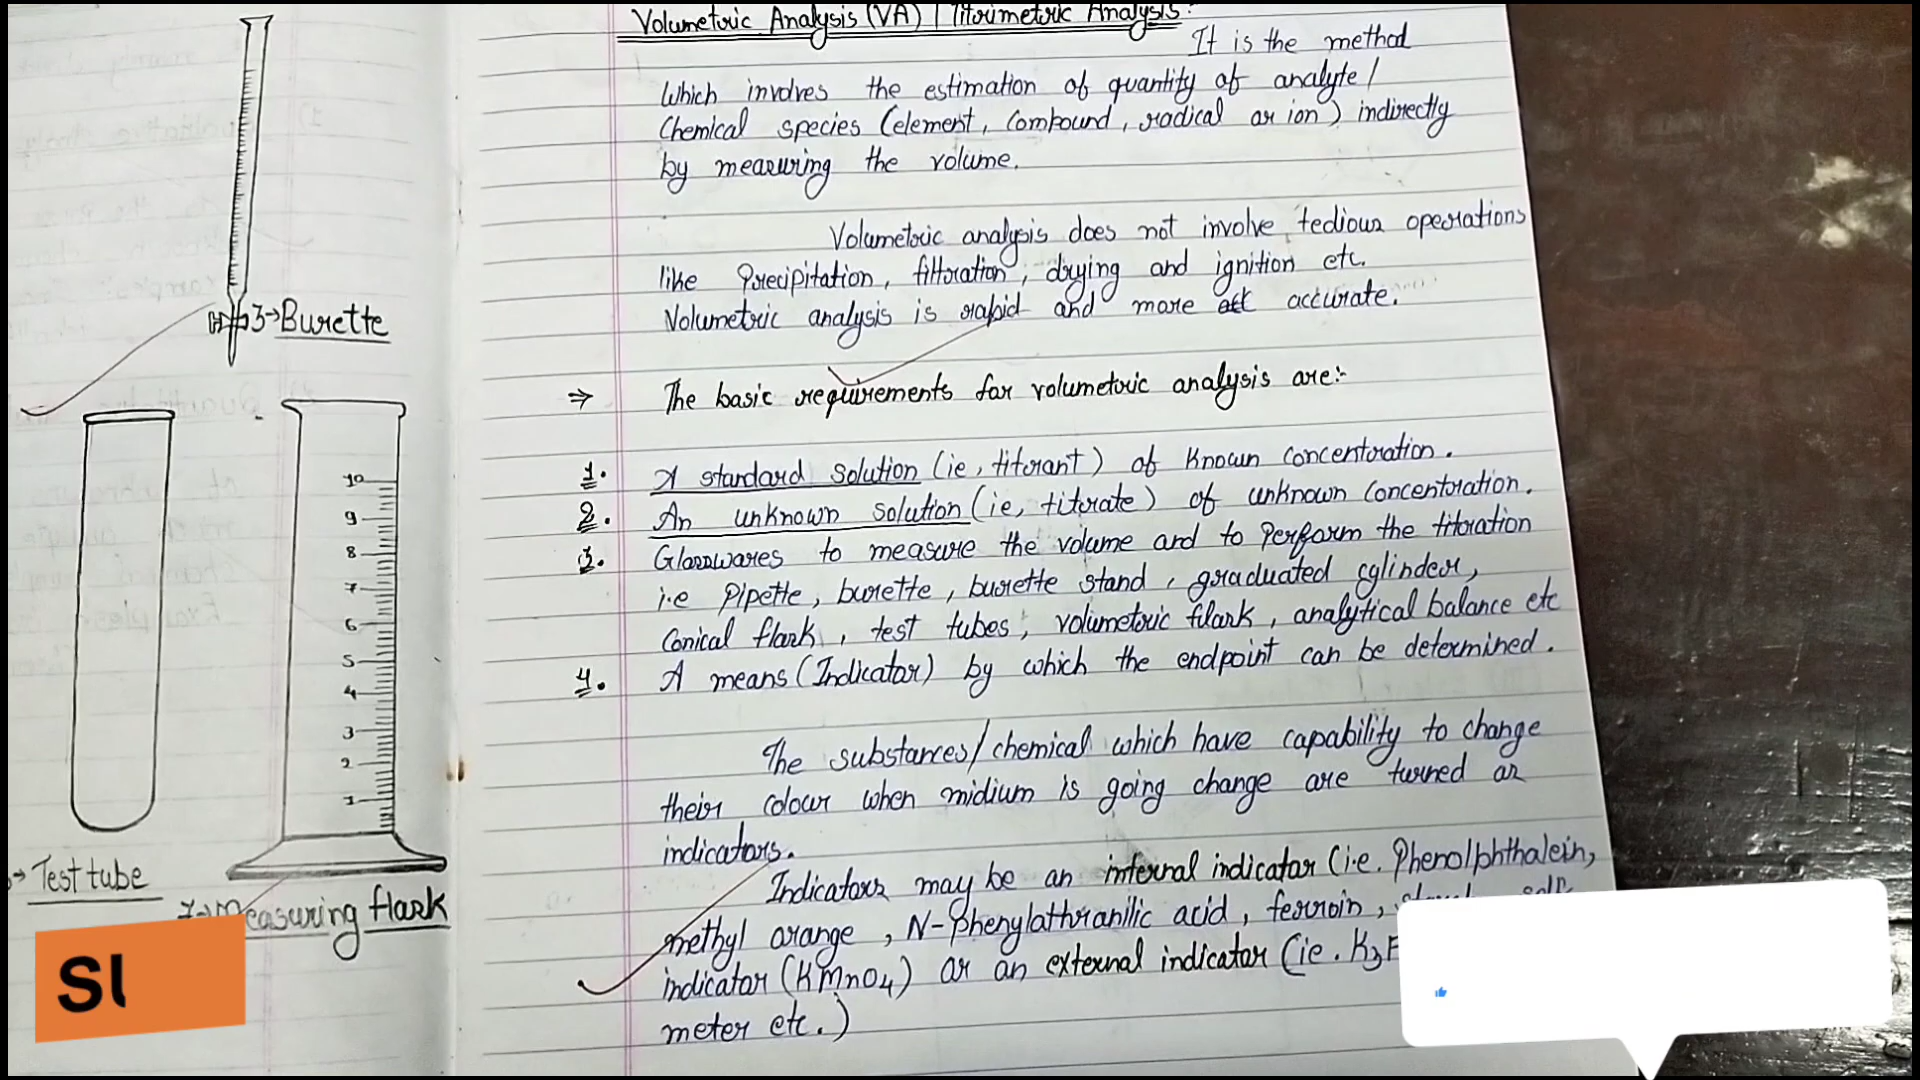 Volumetric Analysis (VA) | Titrimetric Analysis:
It is the method
which involves the estimation of quantity of analyte/
Chemical species (element, Compound, radical or ion) indirectly
by measuring the volume.
Volumetric analysis does not involve tedious operations
like Precipitation, filtration, drying and ignition etc.
Volumetric analysis is rapid and more accurate.
⇒ The basic requirements for volumetric analysis are:-
1. A standard solution (ie, titrant) of known concentration.
2. An unknown solution (ie, titrate) of unknown concentration.
3. Glasswares to measure the volume and to Perform the titration
i.e Pipette, burette, burette stand, graduated cylinder,
Conical flask, test tubes, volumetric flask, analytical balance etc
4. A means (Indicator) by which the endpoint can be determined.
The substances/chemical which have capability to change
their colour when midium is going change are turned as
indicators.
Indicators may be an internal indicator (i.e. Phenolphthalein,
methyl orange, N-Phenylathranilic acid, ferroin,
indicator (KMnO4) or an external indicator (ie. K3F
meter etc.)
3→Burette
10
9
8
7
6
5
4
3
2
1
→ Test tube
7→Measuring flask
SU